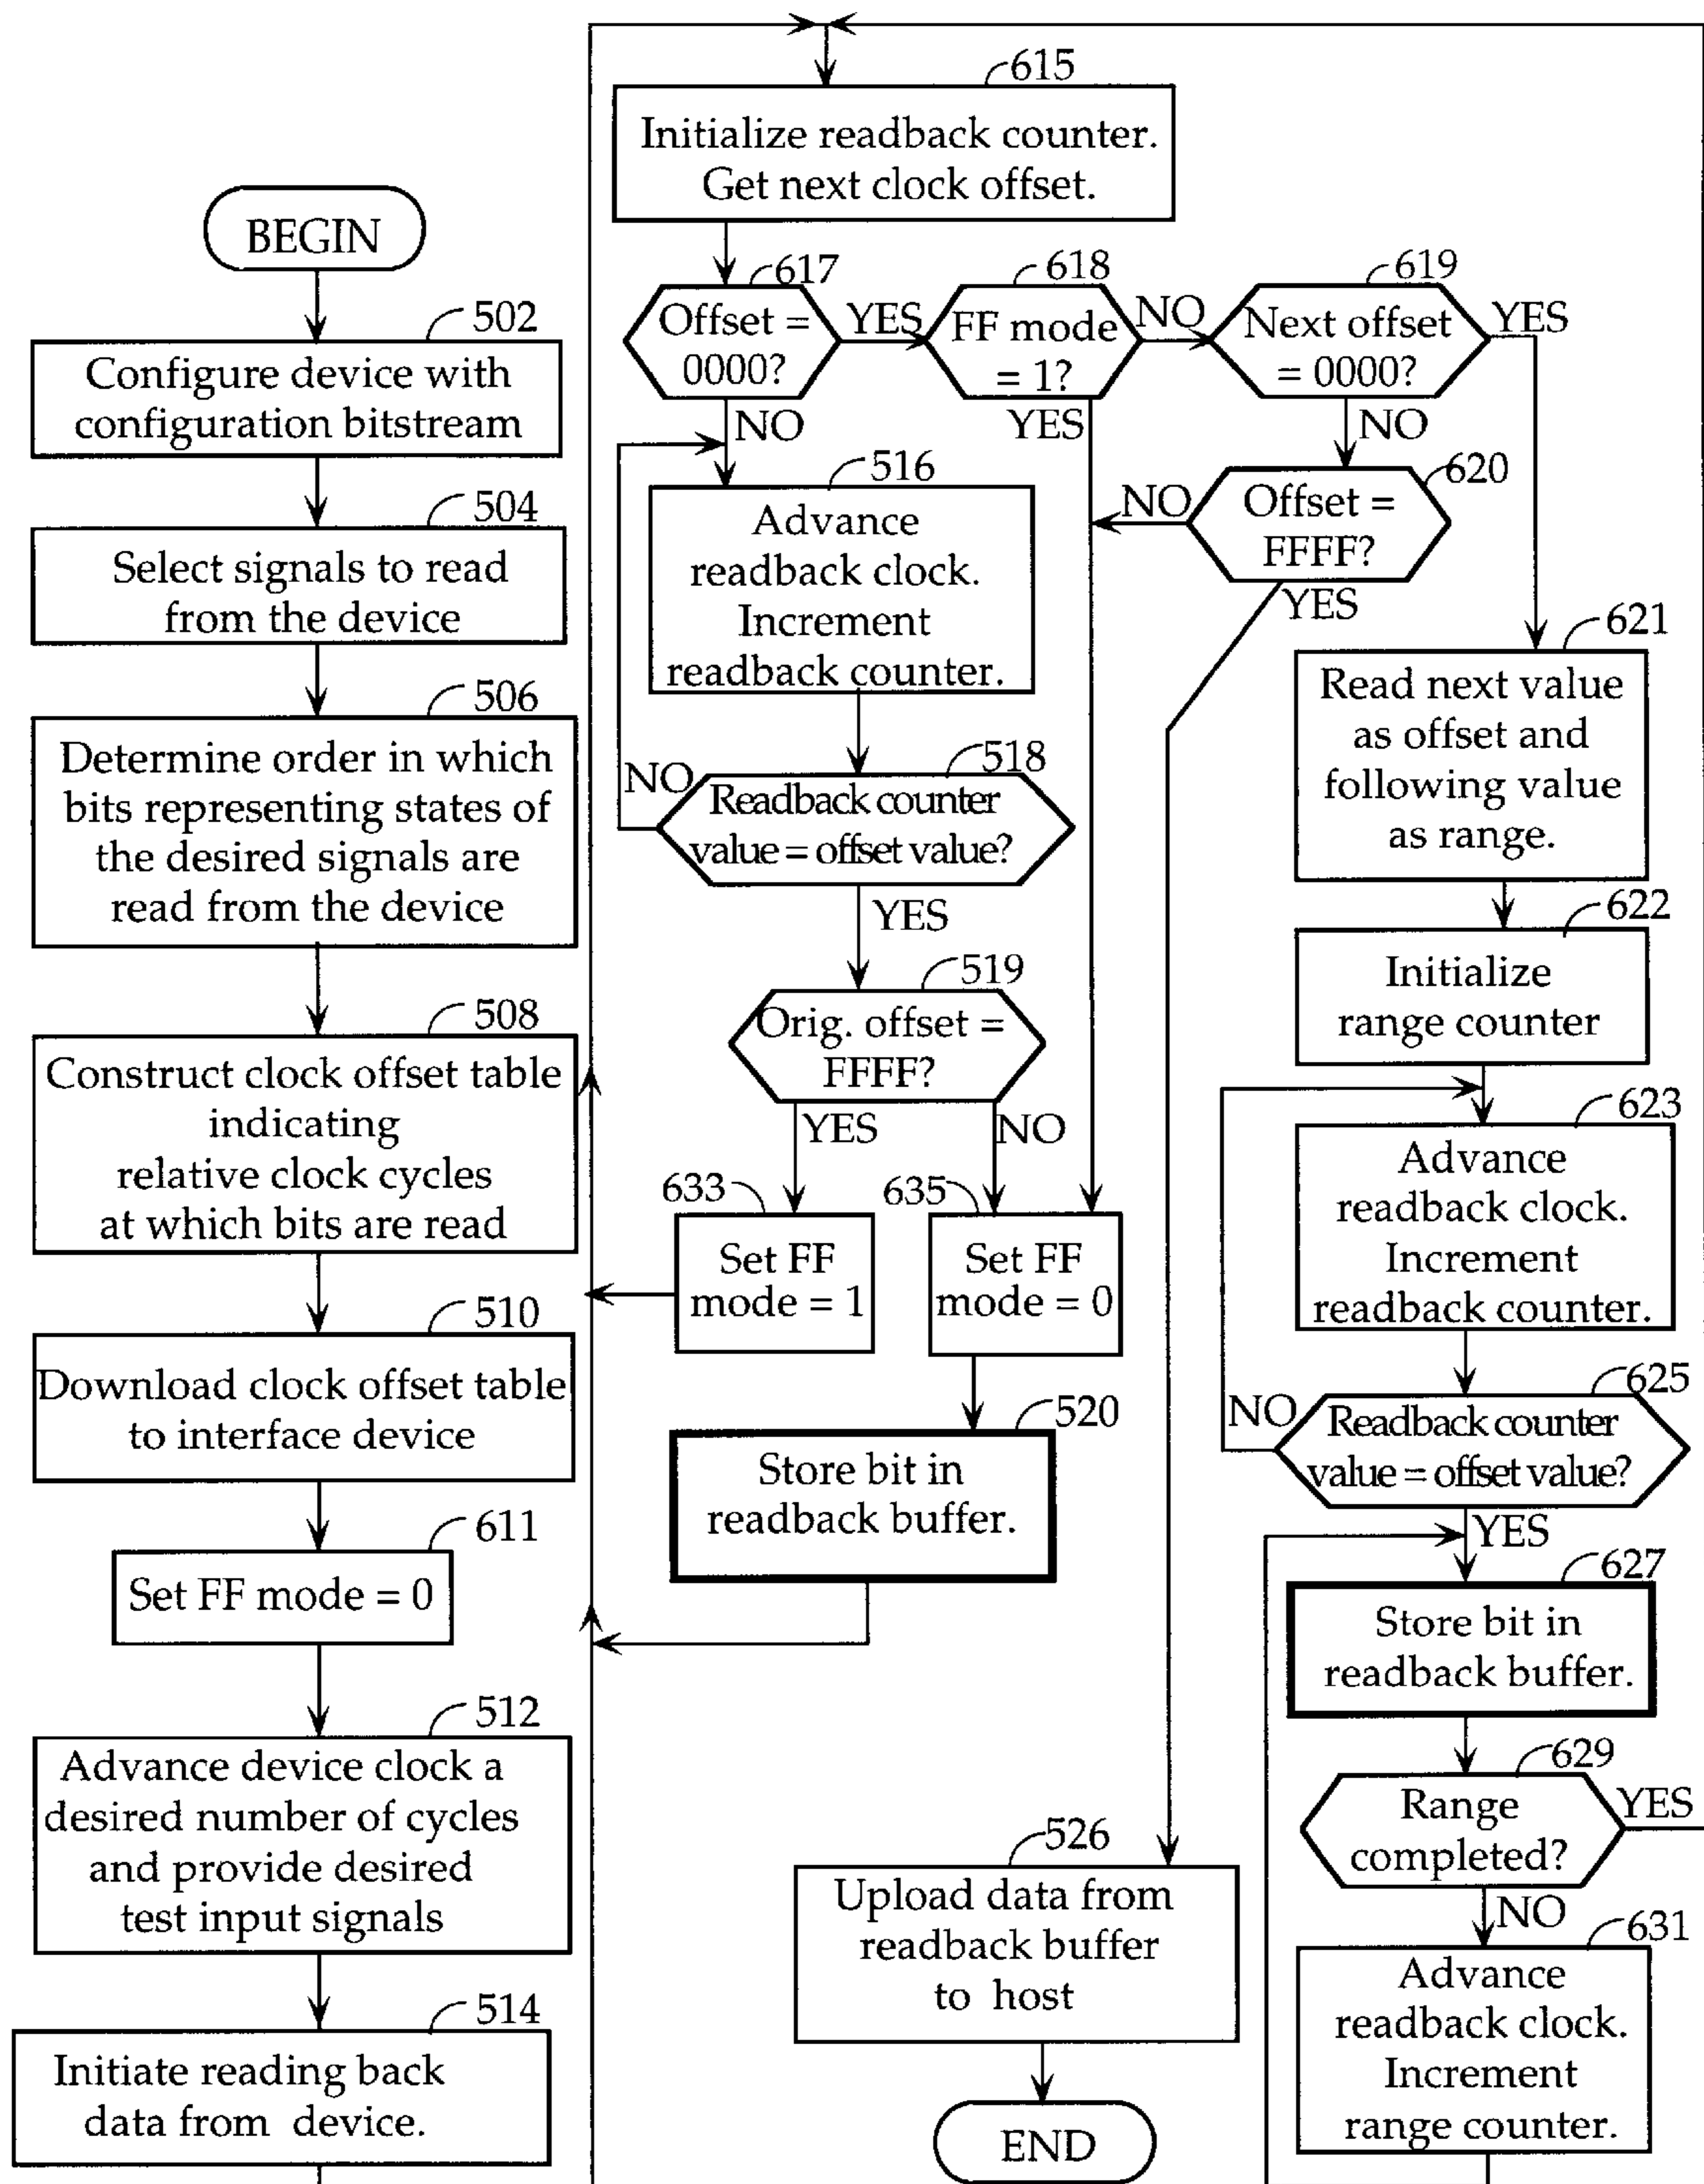 BEGIN
502
Configure device with
configuration bitstream
504
Select signals to read
from the device
506
Determine order in which
bits representing states of
the desired signals are
read from the device
508
Construct clock offset table
indicating
relative clock cycles
at which bits are read
510
Download clock offset table
to interface device
611
Set FF mode = 0
512
Advance device clock a
desired number of cycles
and provide desired
test input signals
514
Initiate reading back
data from device.
615
Initialize readback counter.
Get next clock offset.
617
Offset =
0000?
YES
NO
618
FF mode
= 1?
NO
YES
619
Next offset
= 0000?
YES
NO
620
Offset =
FFFF?
NO
YES
516
Advance
readback clock.
Increment
readback counter.
518
Readback counter
value = offset value?
NO
YES
519
Orig. offset =
FFFF?
YES
NO
633
Set FF
mode = 1
635
Set FF
mode = 0
520
Store bit in
readback buffer.
526
Upload data from
readback buffer
to host
END
621
Read next value
as offset and
following value
as range.
622
Initialize
range counter
623
Advance
readback clock.
Increment
readback counter.
625
Readback counter
value = offset value?
NO
YES
627
Store bit in
readback buffer.
629
Range
completed?
YES
NO
631
Advance
readback clock.
Increment
range counter.